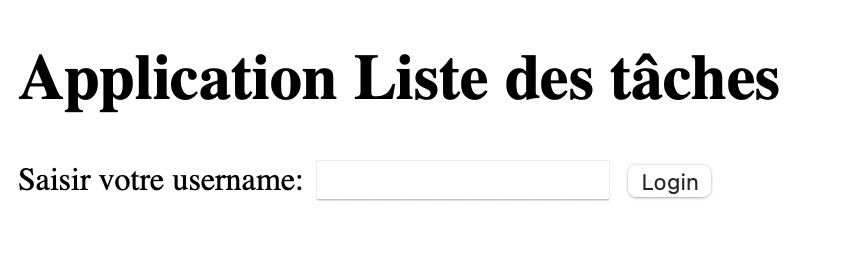 Application Liste des tâches
Saisir votre username: Login